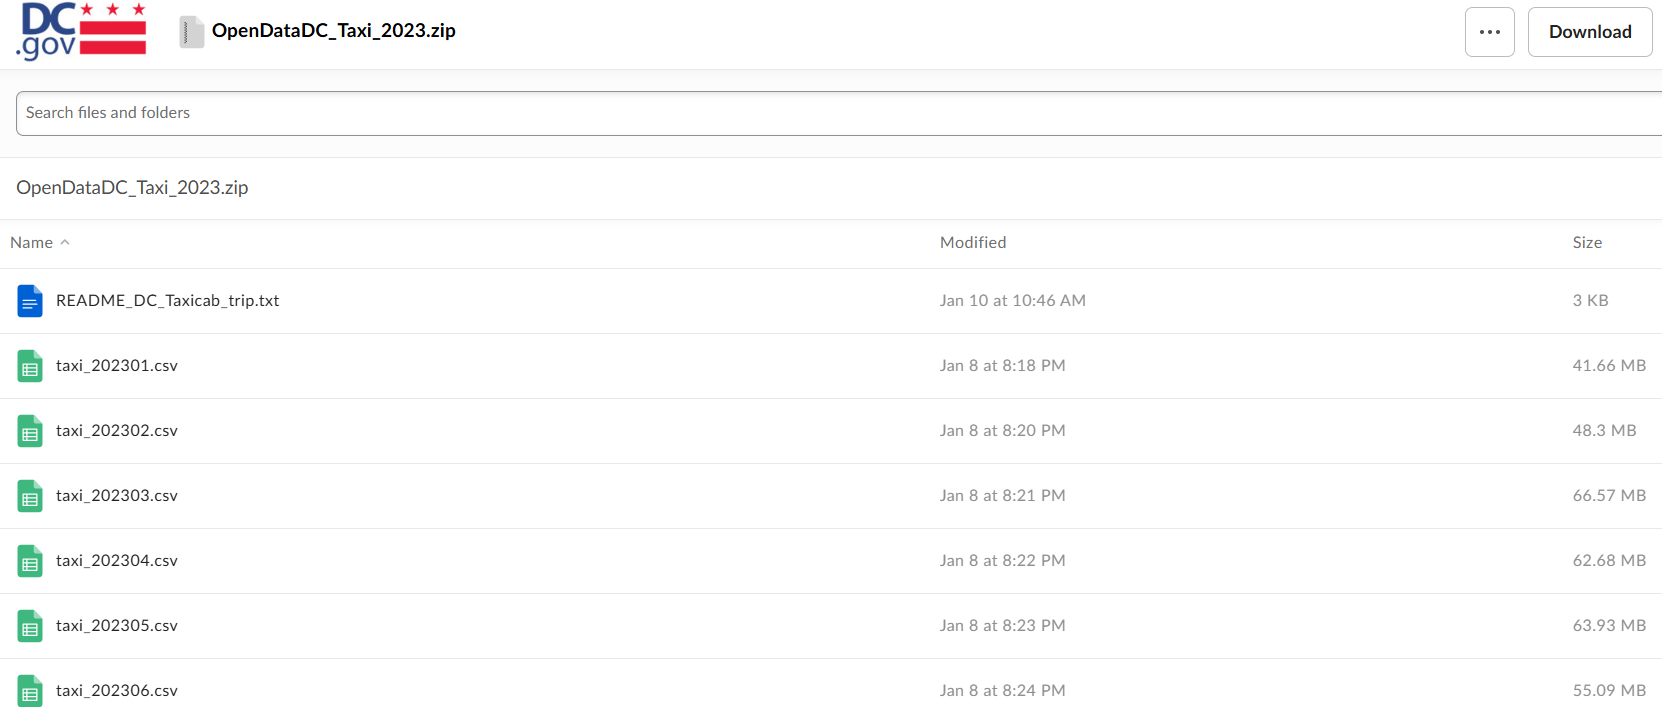 DC
.gov
OpenDataDC_Taxi_2023.zip
Download
Search files and folders
OpenDataDC_Taxi_2023.zip
Name Modified Size
README_DC_Taxicab_trip.txt Jan 10 at 10:46 AM 3 KB
taxi_202301.csv Jan 8 at 8:18 PM 41.66 MB
taxi_202302.csv Jan 8 at 8:20 PM 48.3 MB
taxi_202303.csv Jan 8 at 8:21 PM 66.57 MB
taxi_202304.csv Jan 8 at 8:22 PM 62.68 MB
taxi_202305.csv Jan 8 at 8:23 PM 63.93 MB
taxi_202306.csv Jan 8 at 8:24 PM 55.09 MB